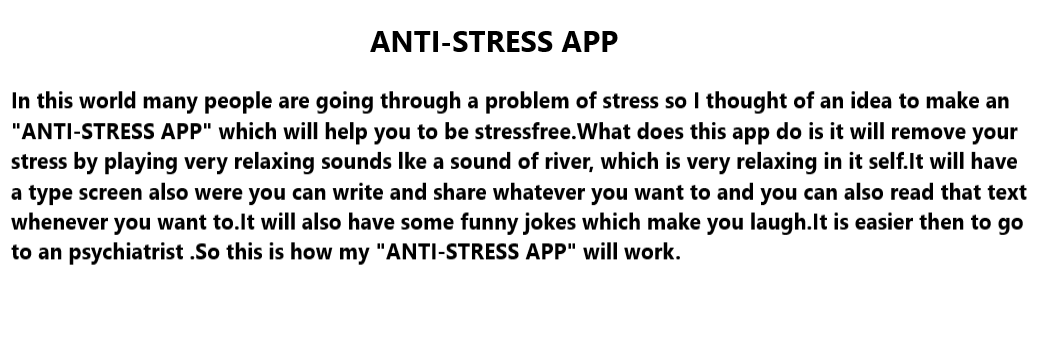 ANTI-STRESS APP
In this world many people are going through a problem of stress so I thought of an idea to make an
"ANTI-STRESS APP" which will help you to be stressfree.What does this app do is it will remove your
stress by playing very relaxing sounds lke a sound of river, which is very relaxing in it self.It will have
a type screen also were you can write and share whatever you want to and you can also read that text
whenever you want to.It will also have some funny jokes which make you laugh.It is easier then to go
to an psychiatrist .So this is how my "ANTI-STRESS APP" will work.